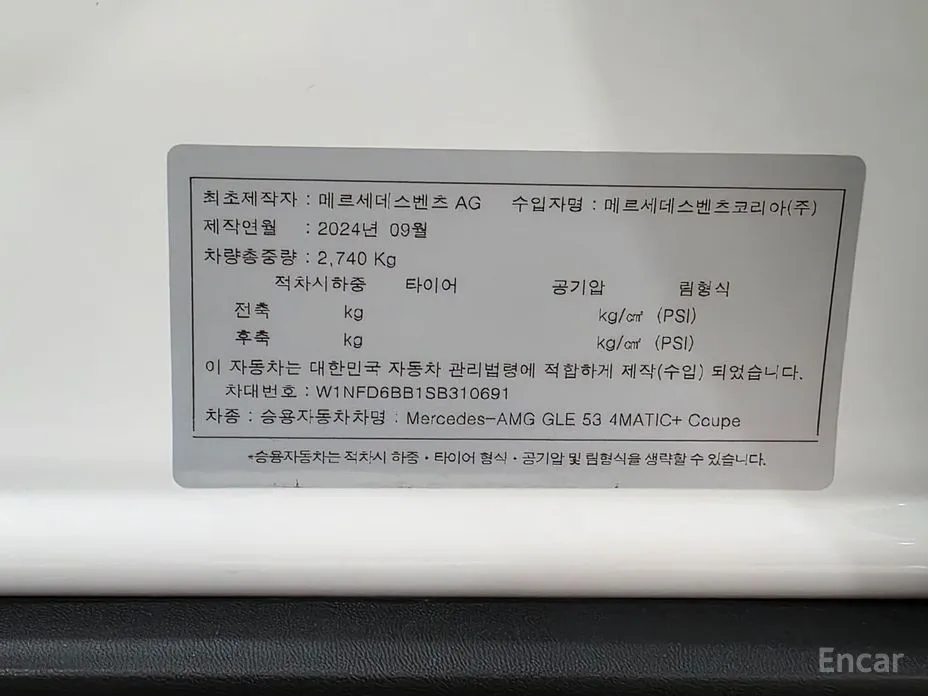 최초제작자 : 메르세데스벤츠 AG 수입자명 : 메르세데스벤츠코리아(주)
제작연월 : 2024년 09월
차량총중량 : 2,740 Kg
적차시하중 타이어 공기압 림형식
전축 kg kg/㎠ (PSI)
후축 kg kg/㎠ (PSI)
이 자동차는 대한민국 자동차 관리법령에 적합하게 제작(수입) 되었습니다.
차대번호 : W1NFD6BB1SB310691
차종 : 승용자동차차명 : Mercedes-AMG GLE 53 4MATIC+ Coupe
*승용자동차는 적차시 하중・타이어 형식・공기압 및 림형식을 생략할 수 있습니다.
Encar